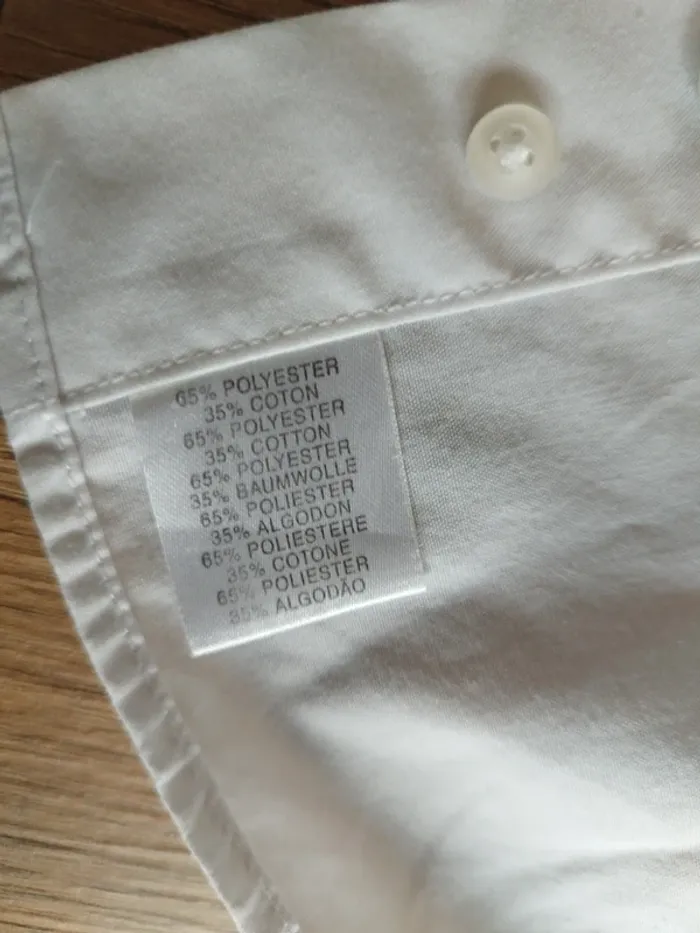 65% POLYESTER
35% COTON
65% POLYESTER
35% COTTON
65% POLYESTER
35% BAUMWOLLE
65% POLIESTER
35% ALGODON
65% POLIESTERE
35% COTONE
65% POLIESTER
35% ALGODÃO